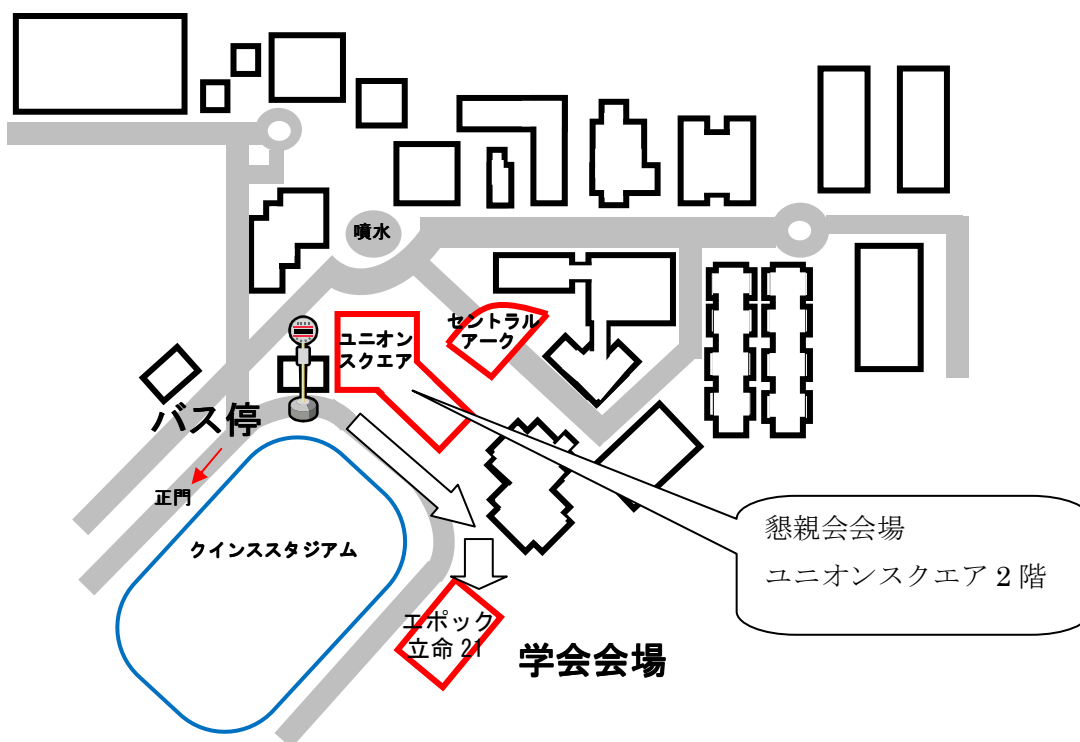 噴水
セントラル
アーク
ユニオン
スクエア
バス停
正門
クインススタジアム
懇親会会場
ユニオンスクエア 2 階
エポック
立命 21
学会会場